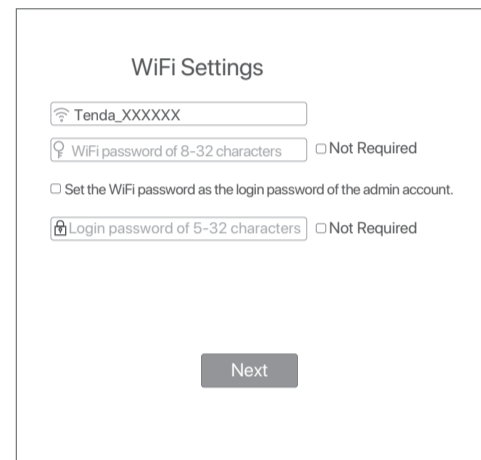 WiFi Settings
Tenda_XXXXXX
WiFi password of 8-32 characters Not Required
Set the WiFi password as the login password of the admin account.
Login password of 5-32 characters Not Required
Next